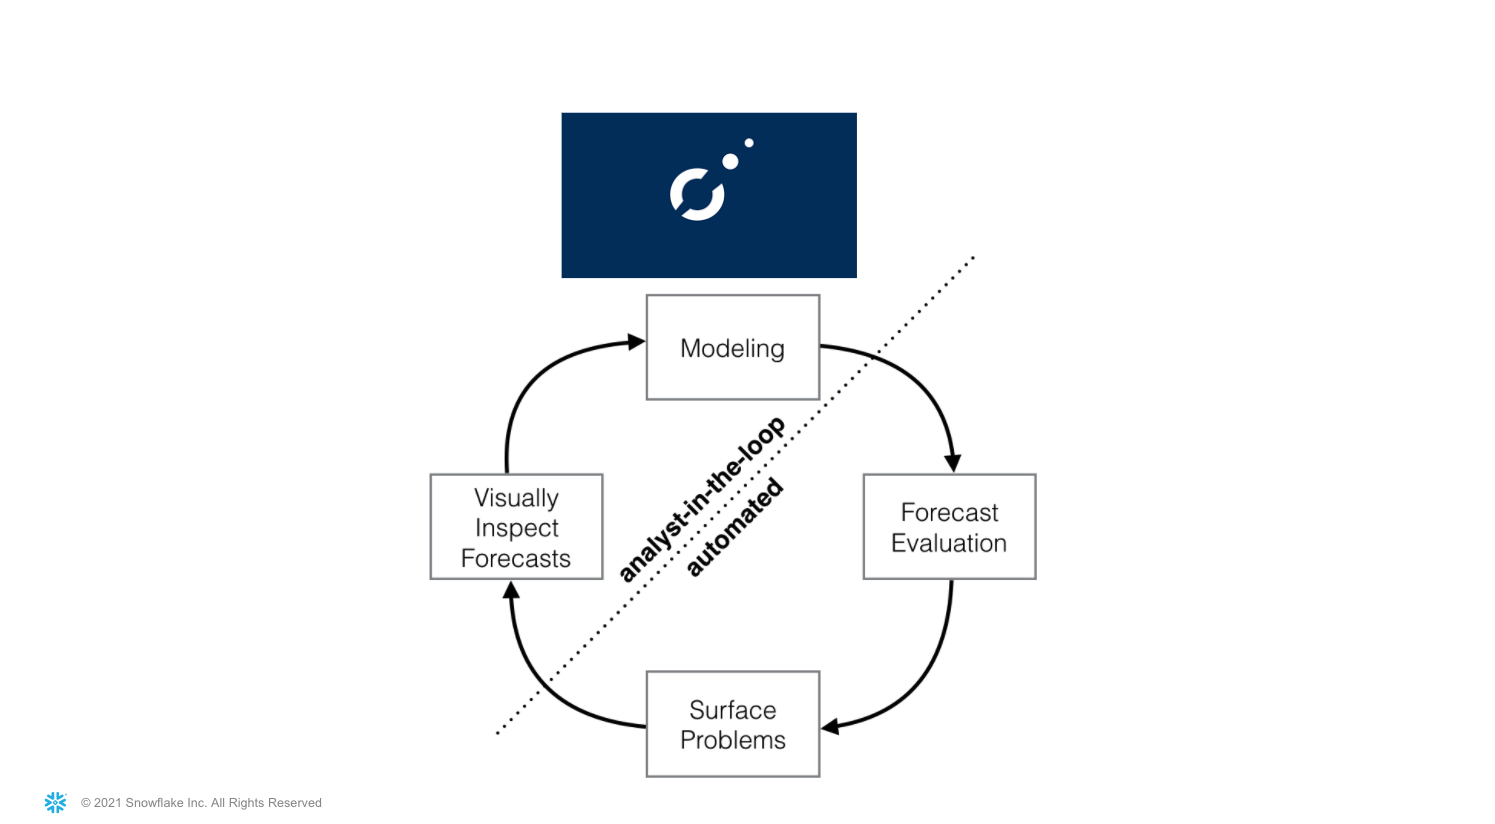 Modeling
analyst-in-the-loop
automated
Visually
Inspect
Forecasts
Forecast
Evaluation
Surface
Problems
© 2021 Snowflake Inc. All Rights Reserved